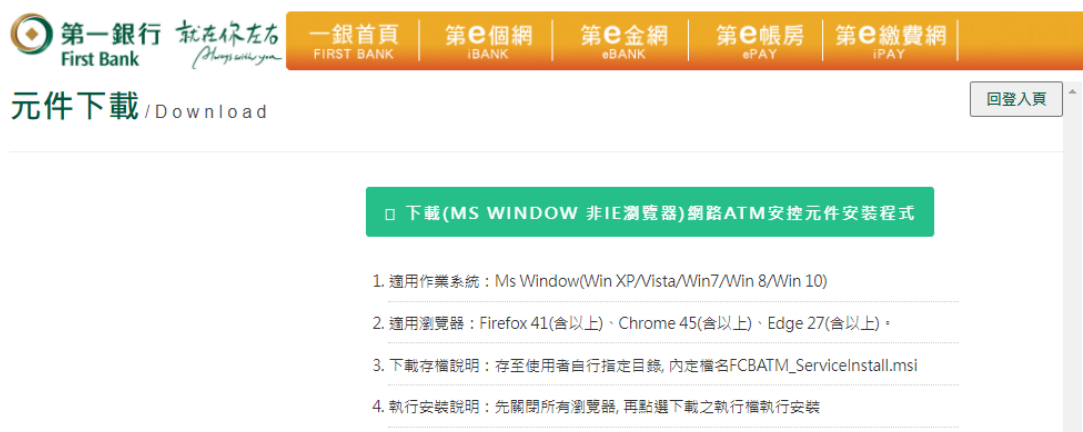 第一銀行 就在你左右
First Bank Always with you
一銀首頁 第e個網 第e金網 第e帳房 第e繳費網
FIRST BANK iBANK eBANK ePAY iPAY
元件下載/Download
回登入頁
下載(MS WINDOW 非IE瀏覽器)網路ATM安控元件安裝程式
1. 適用作業系統：Ms Window(Win XP/Vista/Win7/Win 8/Win 10)
2. 適用瀏覽器：Firefox 41(含以上)、Chrome 45(含以上)、Edge 27(含以上)。
3. 下載存檔說明：存至使用者自行指定目錄, 內定檔名FCBATM_ServiceInstall.msi
4. 執行安裝說明：先關閉所有瀏覽器, 再點選下載之執行檔執行安裝